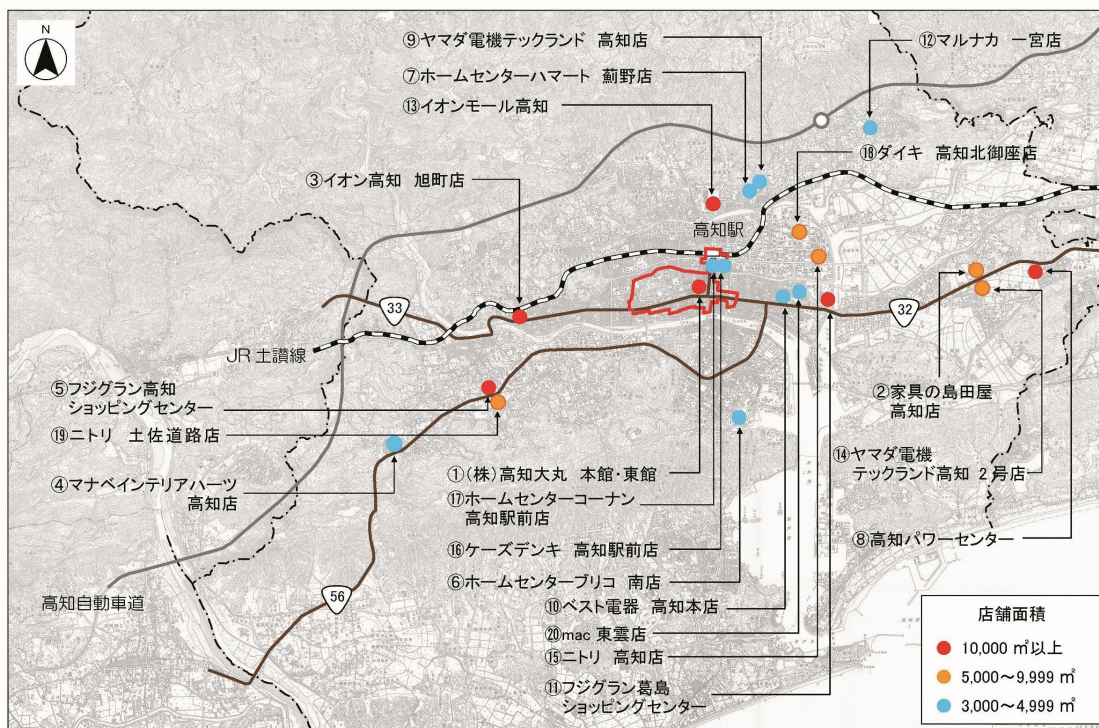 N
⑨ヤマダ電機テックランド 高知店
⑦ホームセンターハマート 薊野店
⑬イオンモール高知
⑫マルナカ 一宮店
⑱ダイキ 高知北御座店
③イオン高知 旭町店
高知駅
33
32
JR土讃線
⑤フジグラン高知
ショッピングセンター
⑲ニトリ 土佐道路店
④マナベインテリアハーツ
高知店
②家具の島田屋
高知店
①(株)高知大丸 本館・東館
⑭ヤマダ電機
テックランド高知 2号店
⑰ホームセンターコーナン
高知駅前店
⑯ケーズデンキ 高知駅前店
⑧高知パワーセンター
⑥ホームセンターブリコ 南店
56
高知自動車道
⑩ベスト電器 高知本店
⑳mac 東雲店
⑮ニトリ 高知店
⑪フジグラン葛島
ショッピングセンター
店舗面積
10,000 ㎡以上
5,000～9,999 ㎡
3,000～4,999 ㎡